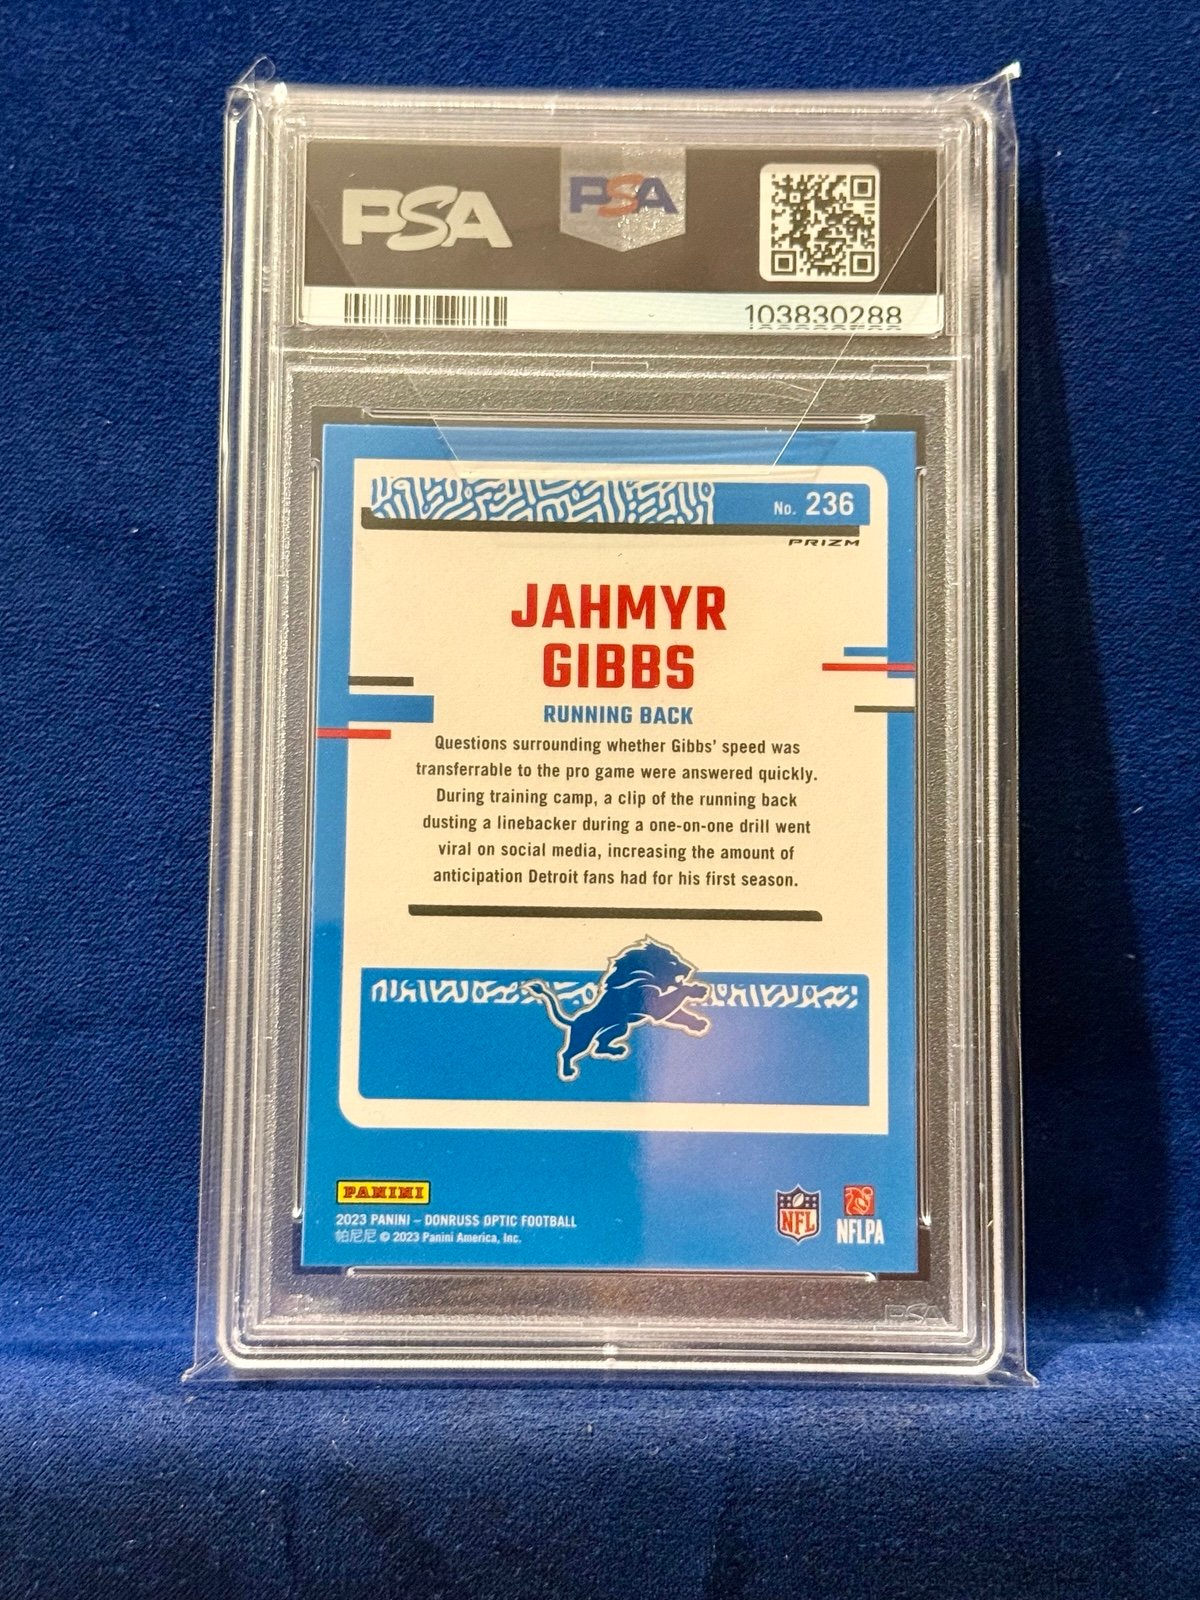 PSA
PSA
103830288
No. 236
PRIZM
JAHMYR
GIBBS
RUNNING BACK
Questions surrounding whether Gibbs' speed was
transferrable to the pro game were answered quickly.
During training camp, a clip of the running back
dusting a linebacker during a one-on-one drill went
viral on social media, increasing the amount of
anticipation Detroit fans had for his first season.
PANINI
2023 PANINI – DONRUSS OPTIC FOOTBALL
帕尼尼 © 2023 Panini America, Inc.
NFL
NFLPA
PSA